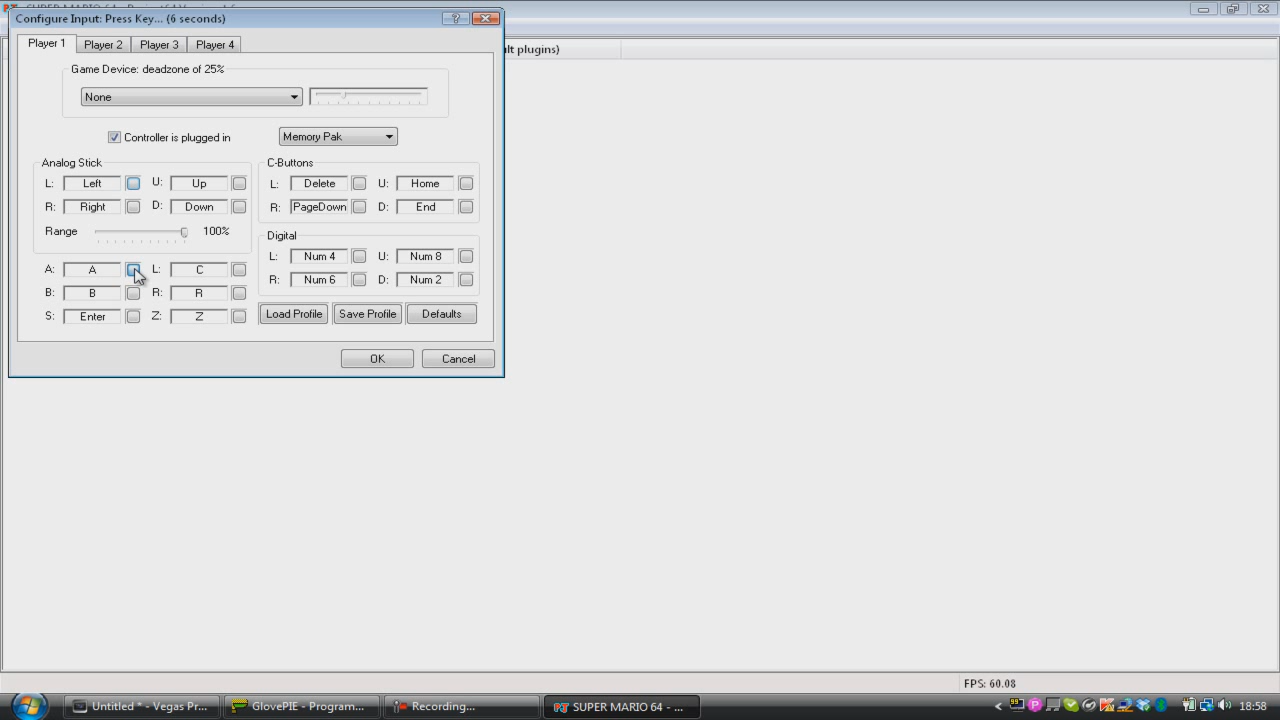 Configure Input: Press Key... (6 seconds)
Player 1 Player 2 Player 3 Player 4
lt plugins)
Game Device: deadzone of 25%
None
Controller is plugged in Memory Pak
Analog Stick
L: Left U: Up
R: Right D: Down
Range 100%
C-Buttons
L: Delete U: Home
R: PageDown D: End
Digital
L: Num 4 U: Num 8
R: Num 6 D: Num 2
A: A L: C
B: B R: R
S: Enter Z: Z
Load Profile Save Profile Defaults
OK Cancel
FPS: 60.08
Untitled * - Vegas Pr... GlovePIE - Program... Recording... SUPER MARIO 64 - ... 18:58